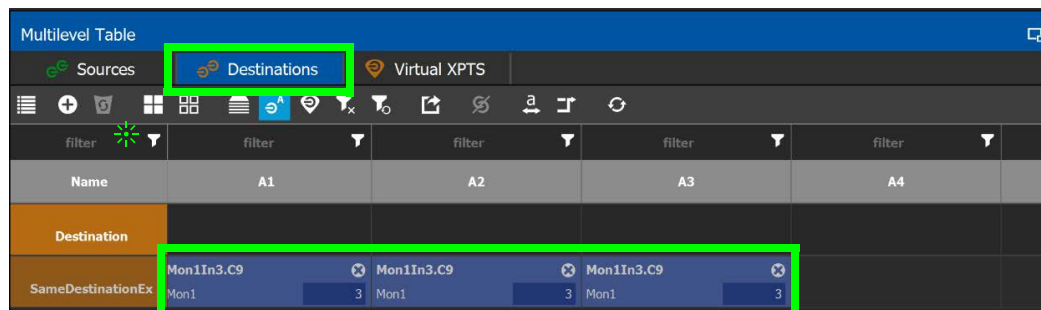 Multilevel Table
Sources Destinations Virtual XPTS
a
A x
filter filter filter filter filter
Name A1 A2 A3 A4
Destination
SameDestinationEx
Mon1In3.C9 Mon1In3.C9 Mon1In3.C9
Mon1 3 Mon1 3 Mon1 3